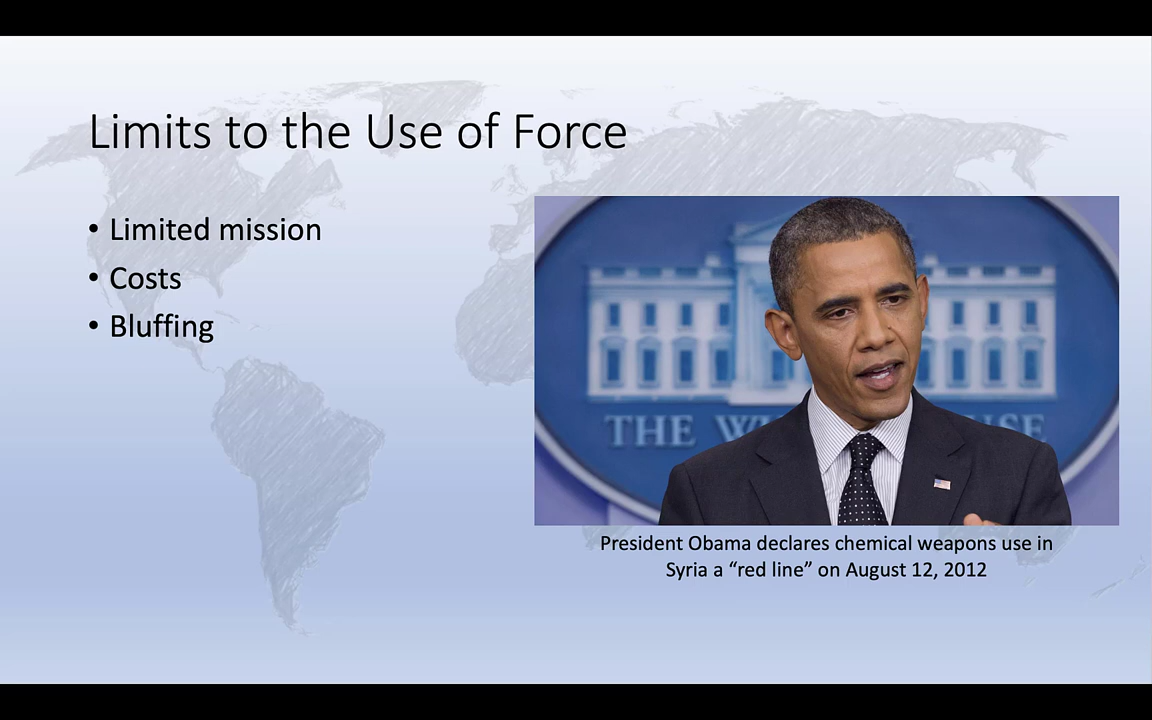 Limits to the Use of Force
• Limited mission
• Costs
• Bluffing
THE W USE
President Obama declares chemical weapons use in
Syria a “red line” on August 12, 2012